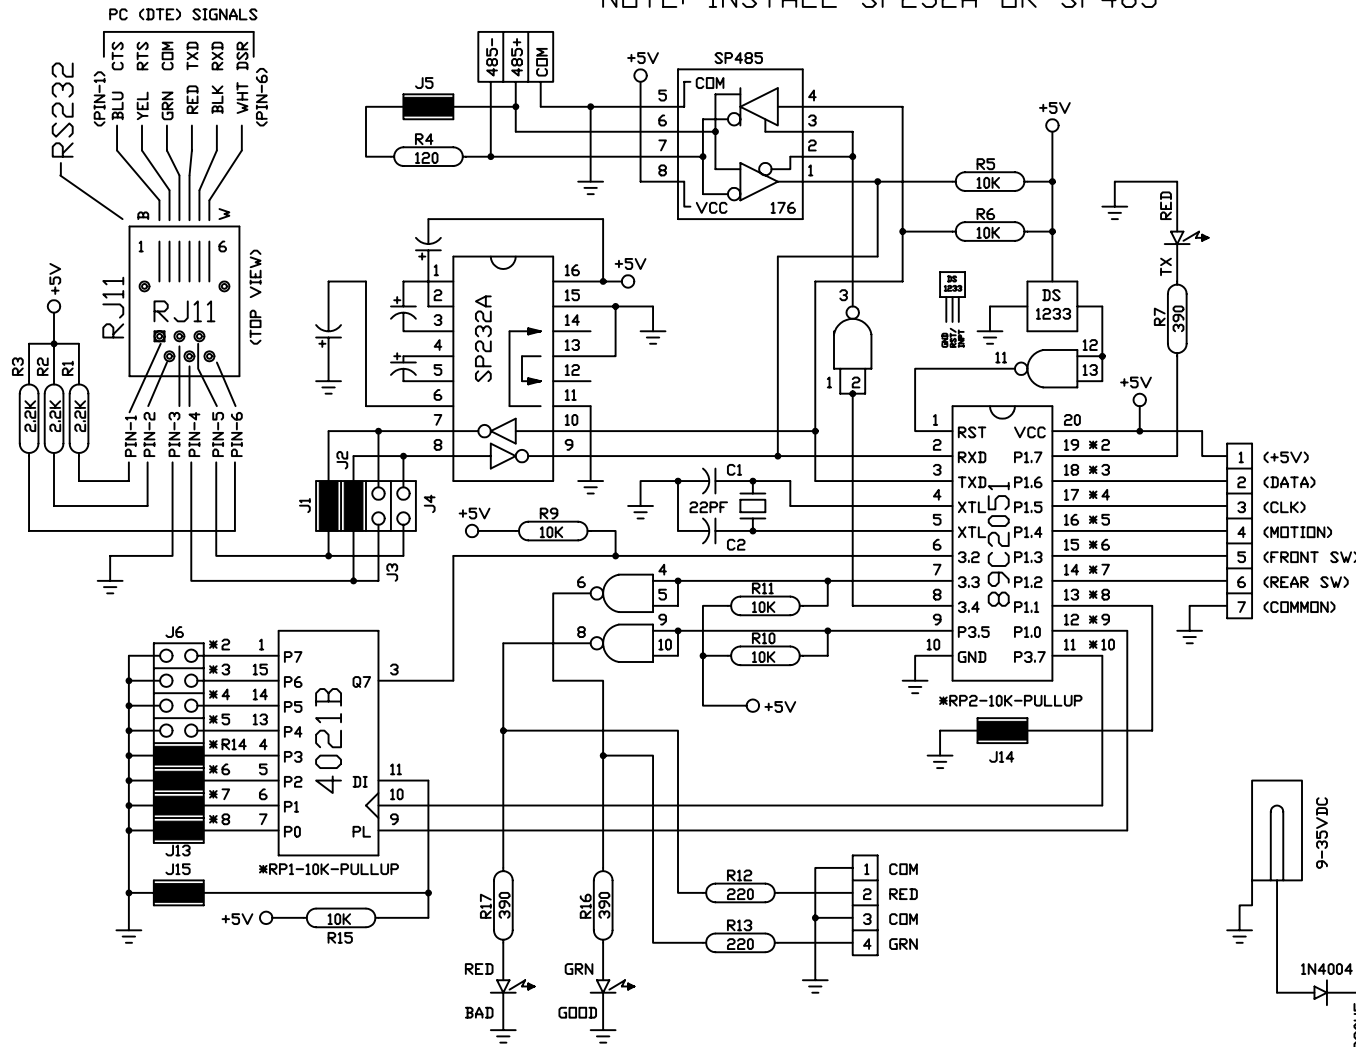 NOTE: INSTALL SP232A OR SP485
PC (DTE) SIGNALS
RS232
(PIN-1)
BLU CTS
YEL RTS
GRN COM
RED TXD
BLK RXD
WHT DSR
(PIN-6)
B
W
1
6
RJ11
RJ11
(TOP VIEW)
+5V
R3
R2
R1
2.2K
2.2K
2.2K
PIN-1
PIN-2
PIN-3
PIN-4
PIN-5
PIN-6
485-
485+
COM
J5
R4
120
+5V
SP485
COM
VCC
176
5
6
7
8
4
3
2
1
+5V
R5
10K
R6
10K
DS
1233
GND
RST/
INPT
DS
1233
RED
TX
R7
390
SP232A
1
2
3
4
5
6
7
8
16
15
14
13
12
11
10
9
+5V
3
1
2
11
12
13
+5V
J1
J2
J3
J4
+5V
R9
10K
C1
22PF
C2
89C2051
1 RST
2 RXD
3 TXD
4 XTL
5 XTL
6 3.2
7 3.3
8 3.4
9 P3.5
10 GND
VCC 20
P1.7 19 *2
P1.6 18 *3
P1.5 17 *4
P1.4 16 *5
P1.3 15 *6
P1.2 14 *7
P1.1 13 *8
P1.0 12 *9
P3.7 11 *10
*RP2-10K-PULLUP
J14
1 (+5V)
2 (DATA)
3 (CLK)
4 (MOTION)
5 (FRONT SW)
6 (REAR SW)
7 (COMMON)
6
4
5
8
9
10
R11
10K
R10
10K
+5V
J6
*2 1 P7
*3 15 P6
*4 14 P5
*5 13 P4
*R14 4 P3
*6 5 P2
*7 6 P1
*8 7 P0
4021B
Q7 3
DI 11
10
PL 9
J13
J15
*RP1-10K-PULLUP
+5V
10K
R15
R17
390
R16
390
RED
BAD
GRN
GOOD
R12
220
R13
220
1 COM
2 RED
3 COM
4 GRN
9-35VDC
1N4004